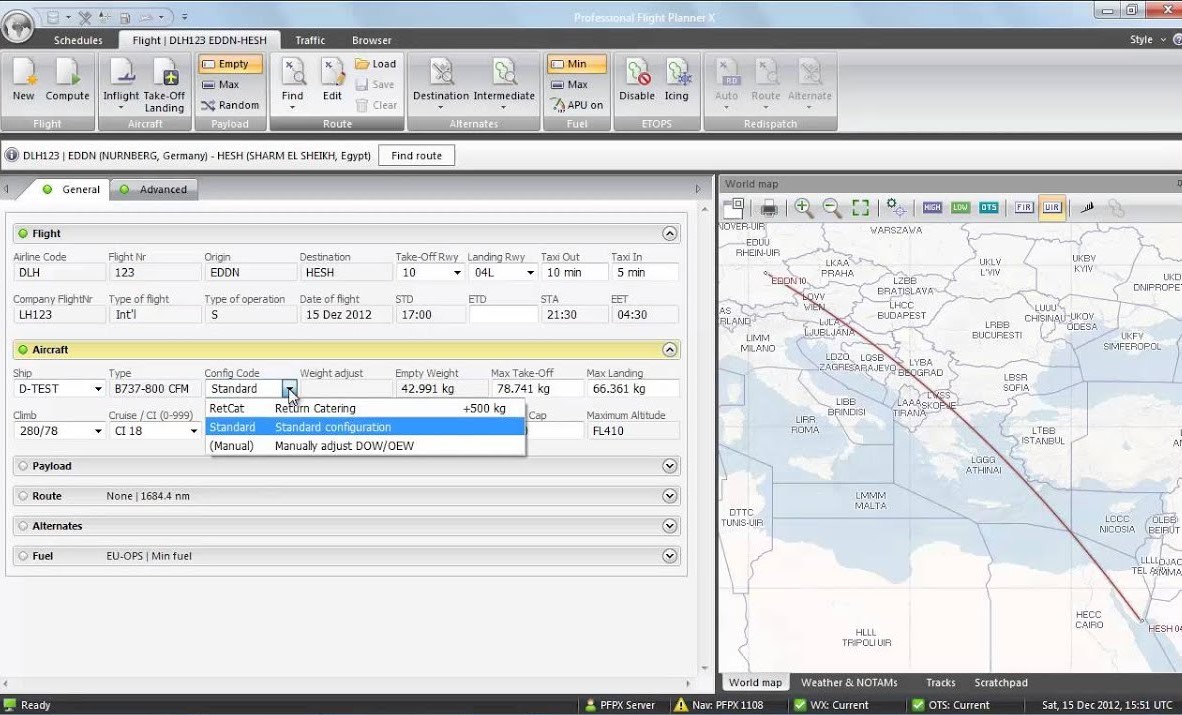 Professional Flight Planner X
Schedules Flight | DLH123 EDDN-HESH Traffic Browser Style
New Compute Inflight Take-Off Landing Empty Max Random Find Edit Load Save Clear Destination Intermediate Min Max APU on Disable Icing Auto Route Alternate
Flight Aircraft Payload Route Alternates Fuel ETOPS Redispatch
DLH123 | EDDN (NURNBERG, Germany) - HESH (SHARM EL SHEIKH, Egypt) Find route
General Advanced
Flight
Airline Code Flight Nr Origin Destination Take-Off Rwy Landing Rwy Taxi Out Taxi In
DLH 123 EDDN HESH 10 04L 10 min 5 min
Company FlightNr Type of flight Type of operation Date of flight STD ETD STA EET
LH123 Int'l S 15 Dez 2012 17:00 21:30 04:30
Aircraft
Ship Type Config Code Weight adjust Empty Weight Max Take-Off Max Landing
D-TEST B737-800 CFM Standard 42.991 kg 78.741 kg 66.361 kg
RetCat Return Catering +500 kg
Standard Standard configuration
(Manual) Manually adjust DOW/OEW
Climb Cruise / CI (0-999) Cap Maximum Altitude
280/78 CI 18 FL410
Payload
Route None | 1684.4 nm
Alternates
Fuel EU-OPS | Min fuel
World map
HIGH LOW OTS FIR UIR
NOVER-UIR
WARSZAWA
EDUU
RHEIN-UIR
LKAA
PRAHA
UKLV
L'VIV
UKBV
KYIV
EDDN 10
LZBB
BRATISLAVA
UKD
DNIPROPE
LOVV
WIEN
LHCC
BUDAPEST
LUUU
CHISINAU
UKOV
ODESA
AS
ERLAND
LJLA
LJUBLJANA
LRBB
BUCURESTI
UKFV
SIMFEROPOL
LIMM
MILANO
LDZO
ZAGREB
LQSB
SARAJEVO
LYBA
BEOGRAD
LBSR
SOFIA
LIBB
BRINDISI
LAAA
TIRANA
LWSS
SKOPJE
LIRR
ROMA
LTBB
ISTANBUL
LGGG
ATHINAI
LMMM
MALTA
DTTC
TUNIS-UIR
LCCC
NICOSIA
OLBB
BEIRUT
LLLL
TEL A
OJAC
AMMA
HECC
CAIRO
HESH 04
HLLL
TRIPOLI UIR
World map Weather & NOTAMs Tracks Scratchpad
Ready PFPX Server Nav: PFPX 1108 WX: Current OTS: Current Sat, 15 Dec 2012, 15:51 UTC